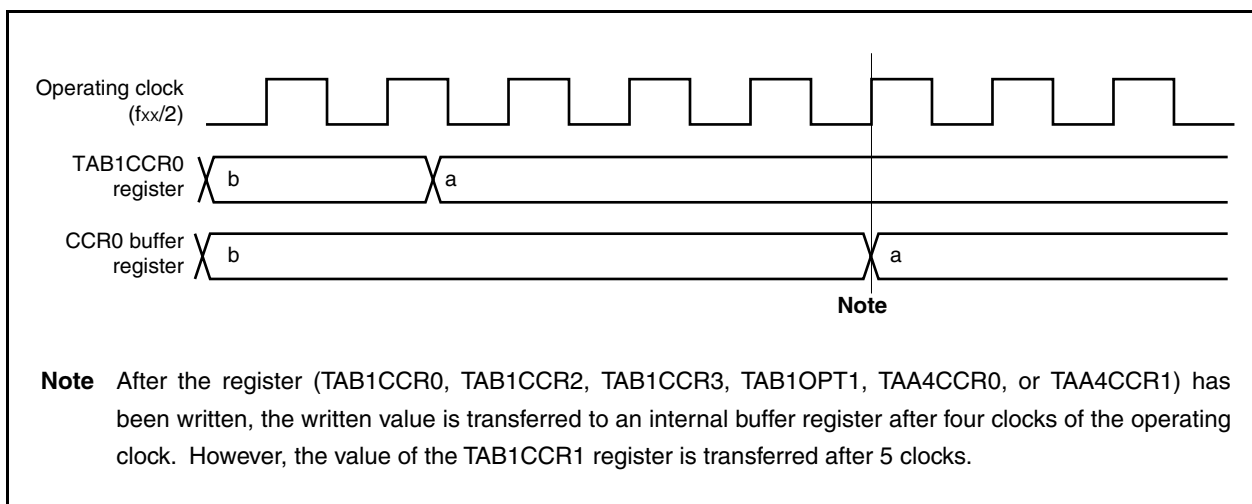 Operating clock
(fxx/2)
TAB1CCR0
register
b
a
CCR0 buffer
register
b
a
Note
Note After the register (TAB1CCR0, TAB1CCR2, TAB1CCR3, TAB1OPT1, TAA4CCR0, or TAA4CCR1) has
been written, the written value is transferred to an internal buffer register after four clocks of the operating
clock. However, the value of the TAB1CCR1 register is transferred after 5 clocks.